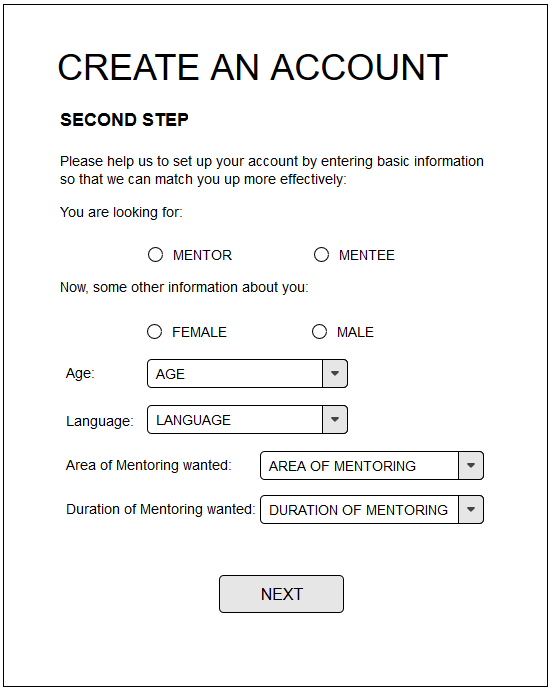 CREATE AN ACCOUNT
SECOND STEP
Please help us to set up your account by entering basic information
so that we can match you up more effectively:
You are looking for:
MENTOR MENTEE
Now, some other information about you:
FEMALE MALE
Age: AGE
Language: LANGUAGE
Area of Mentoring wanted: AREA OF MENTORING
Duration of Mentoring wanted: DURATION OF MENTORING
NEXT